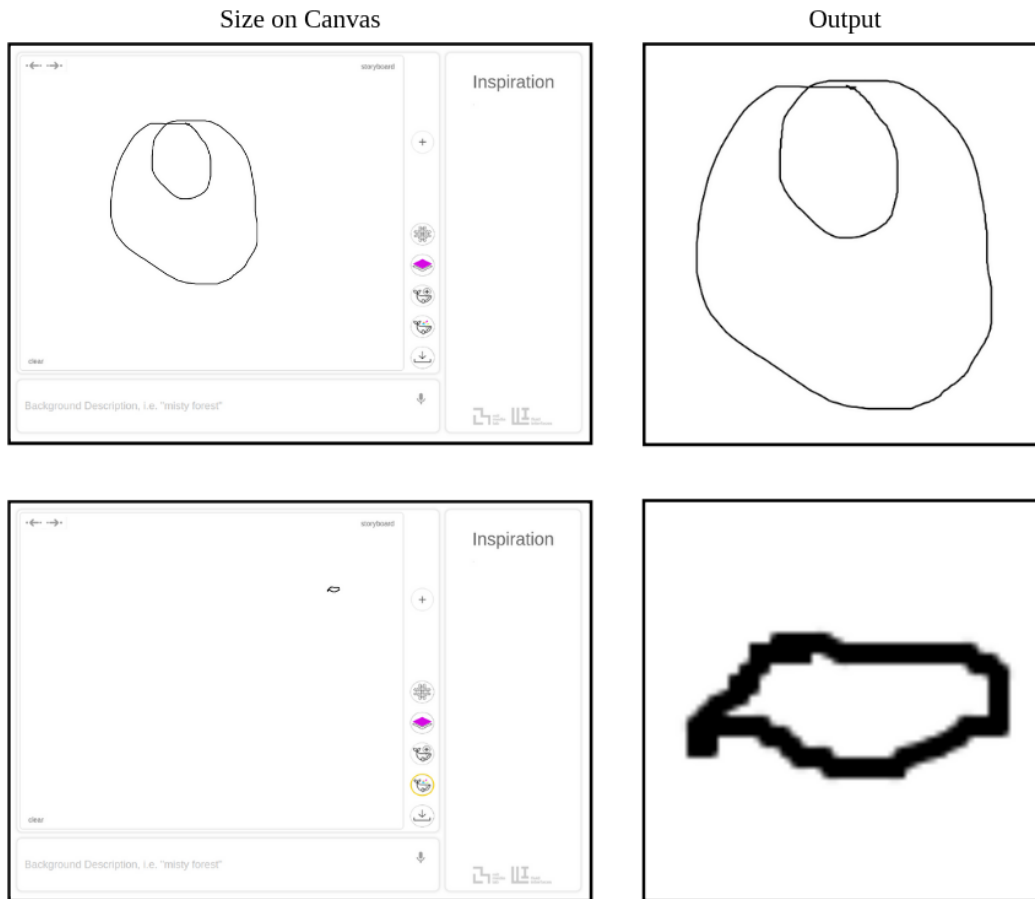 Size on Canvas
Output
storyboard
Inspiration
+
clear
Background Description, i.e. "misty forest"
storyboard
Inspiration
+
clear
Background Description, i.e. "misty forest"